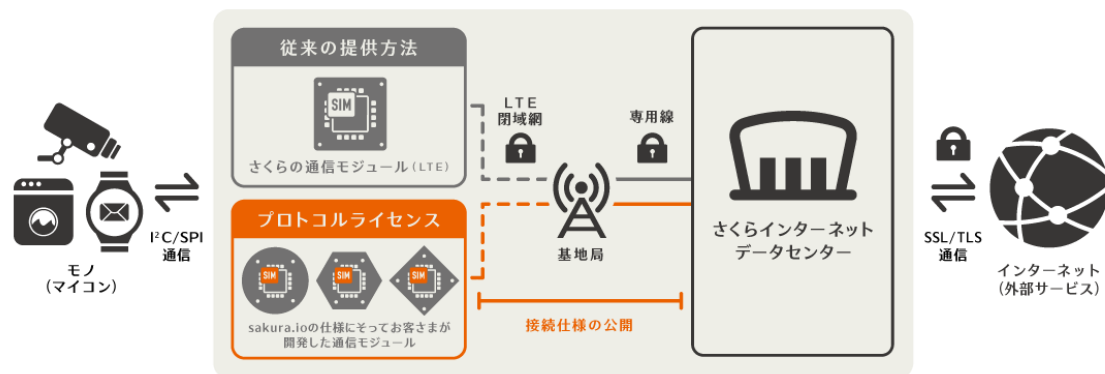 モノ
（マイコン）
I²C/SPI
通信
従来の提供方法
SIM
さくらの通信モジュール（LTE）
プロトコルライセンス
SIM
SIM
SIM
sakura.ioの仕様にそってお客さまが
開発した通信モジュール
LTE
閉域網
専用線
基地局
接続仕様の公開
さくらインターネット
データセンター
SSL/TLS
通信
インターネット
（外部サービス）